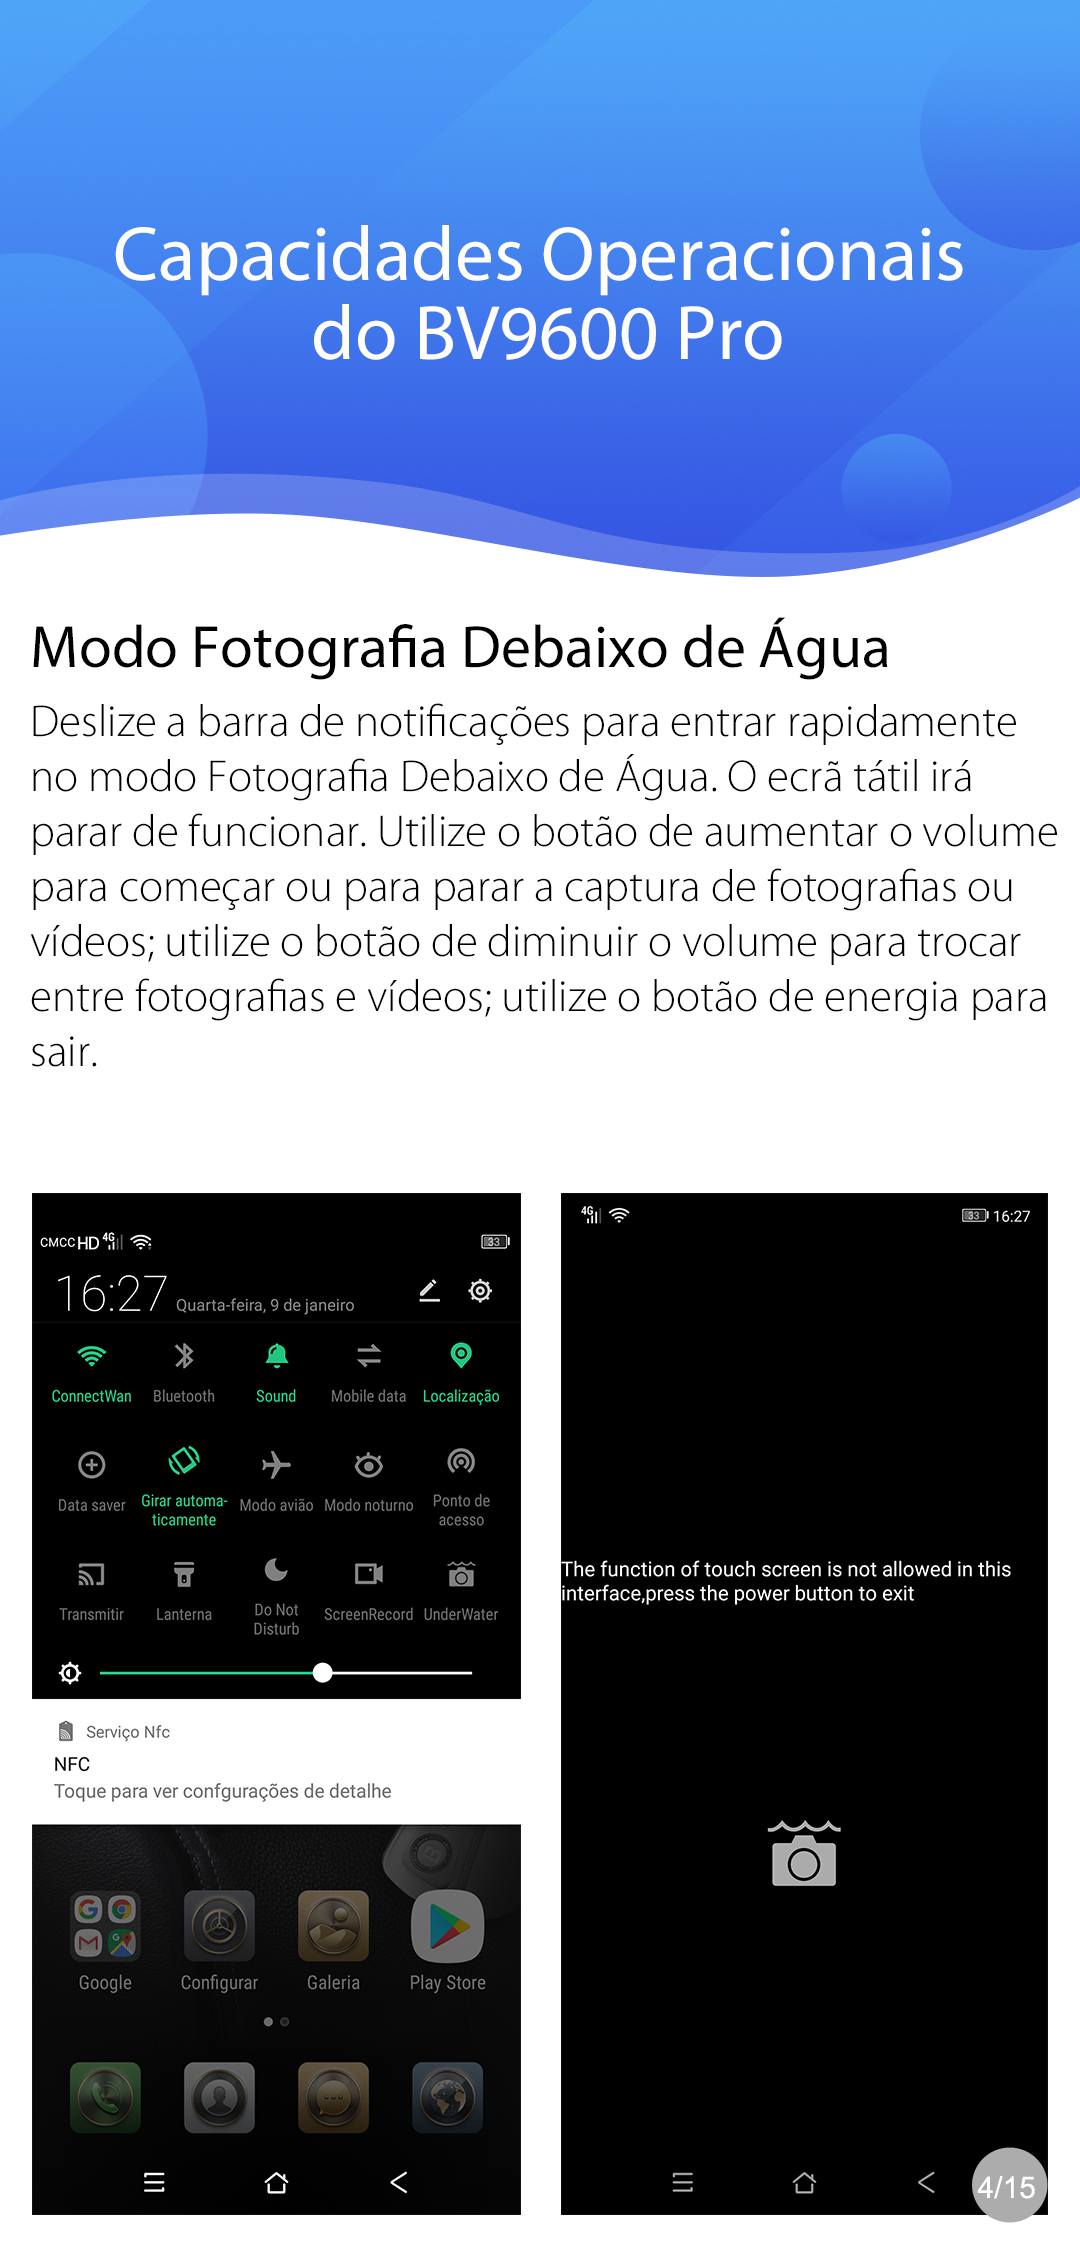 Capacidades Operacionais
do BV9600 Pro
Modo Fotografia Debaixo de Água
Deslize a barra de notificações para entrar rapidamente
no modo Fotografia Debaixo de Água. O ecrã tátil irá
parar de funcionar. Utilize o botão de aumentar o volume
para começar ou para parar a captura de fotografias ou
vídeos; utilize o botão de diminuir o volume para trocar
entre fotografias e vídeos; utilize o botão de energia para
sair.
CMCC HD 4G 33
16:27 Quarta-feira, 9 de janeiro
ConnectWan Bluetooth Sound Mobile data Localização
Data saver Girar automa- Modo avião Modo noturno Ponto de
ticamente acesso
Transmitir Lanterna Do Not ScreenRecord UnderWater
Disturb
Serviço Nfc
NFC
Toque para ver confgurações de detalhe
Google Configurar Galeria Play Store
4G 33 16:27
The function of touch screen is not allowed in this
interface,press the power button to exit
4/15